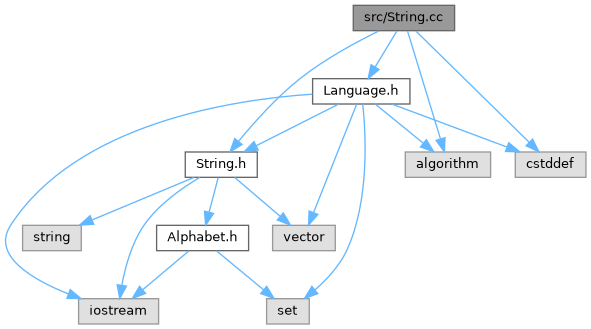 src/String.cc
Language.h
String.h
algorithm
cstddef
string
Alphabet.h
vector
iostream
set